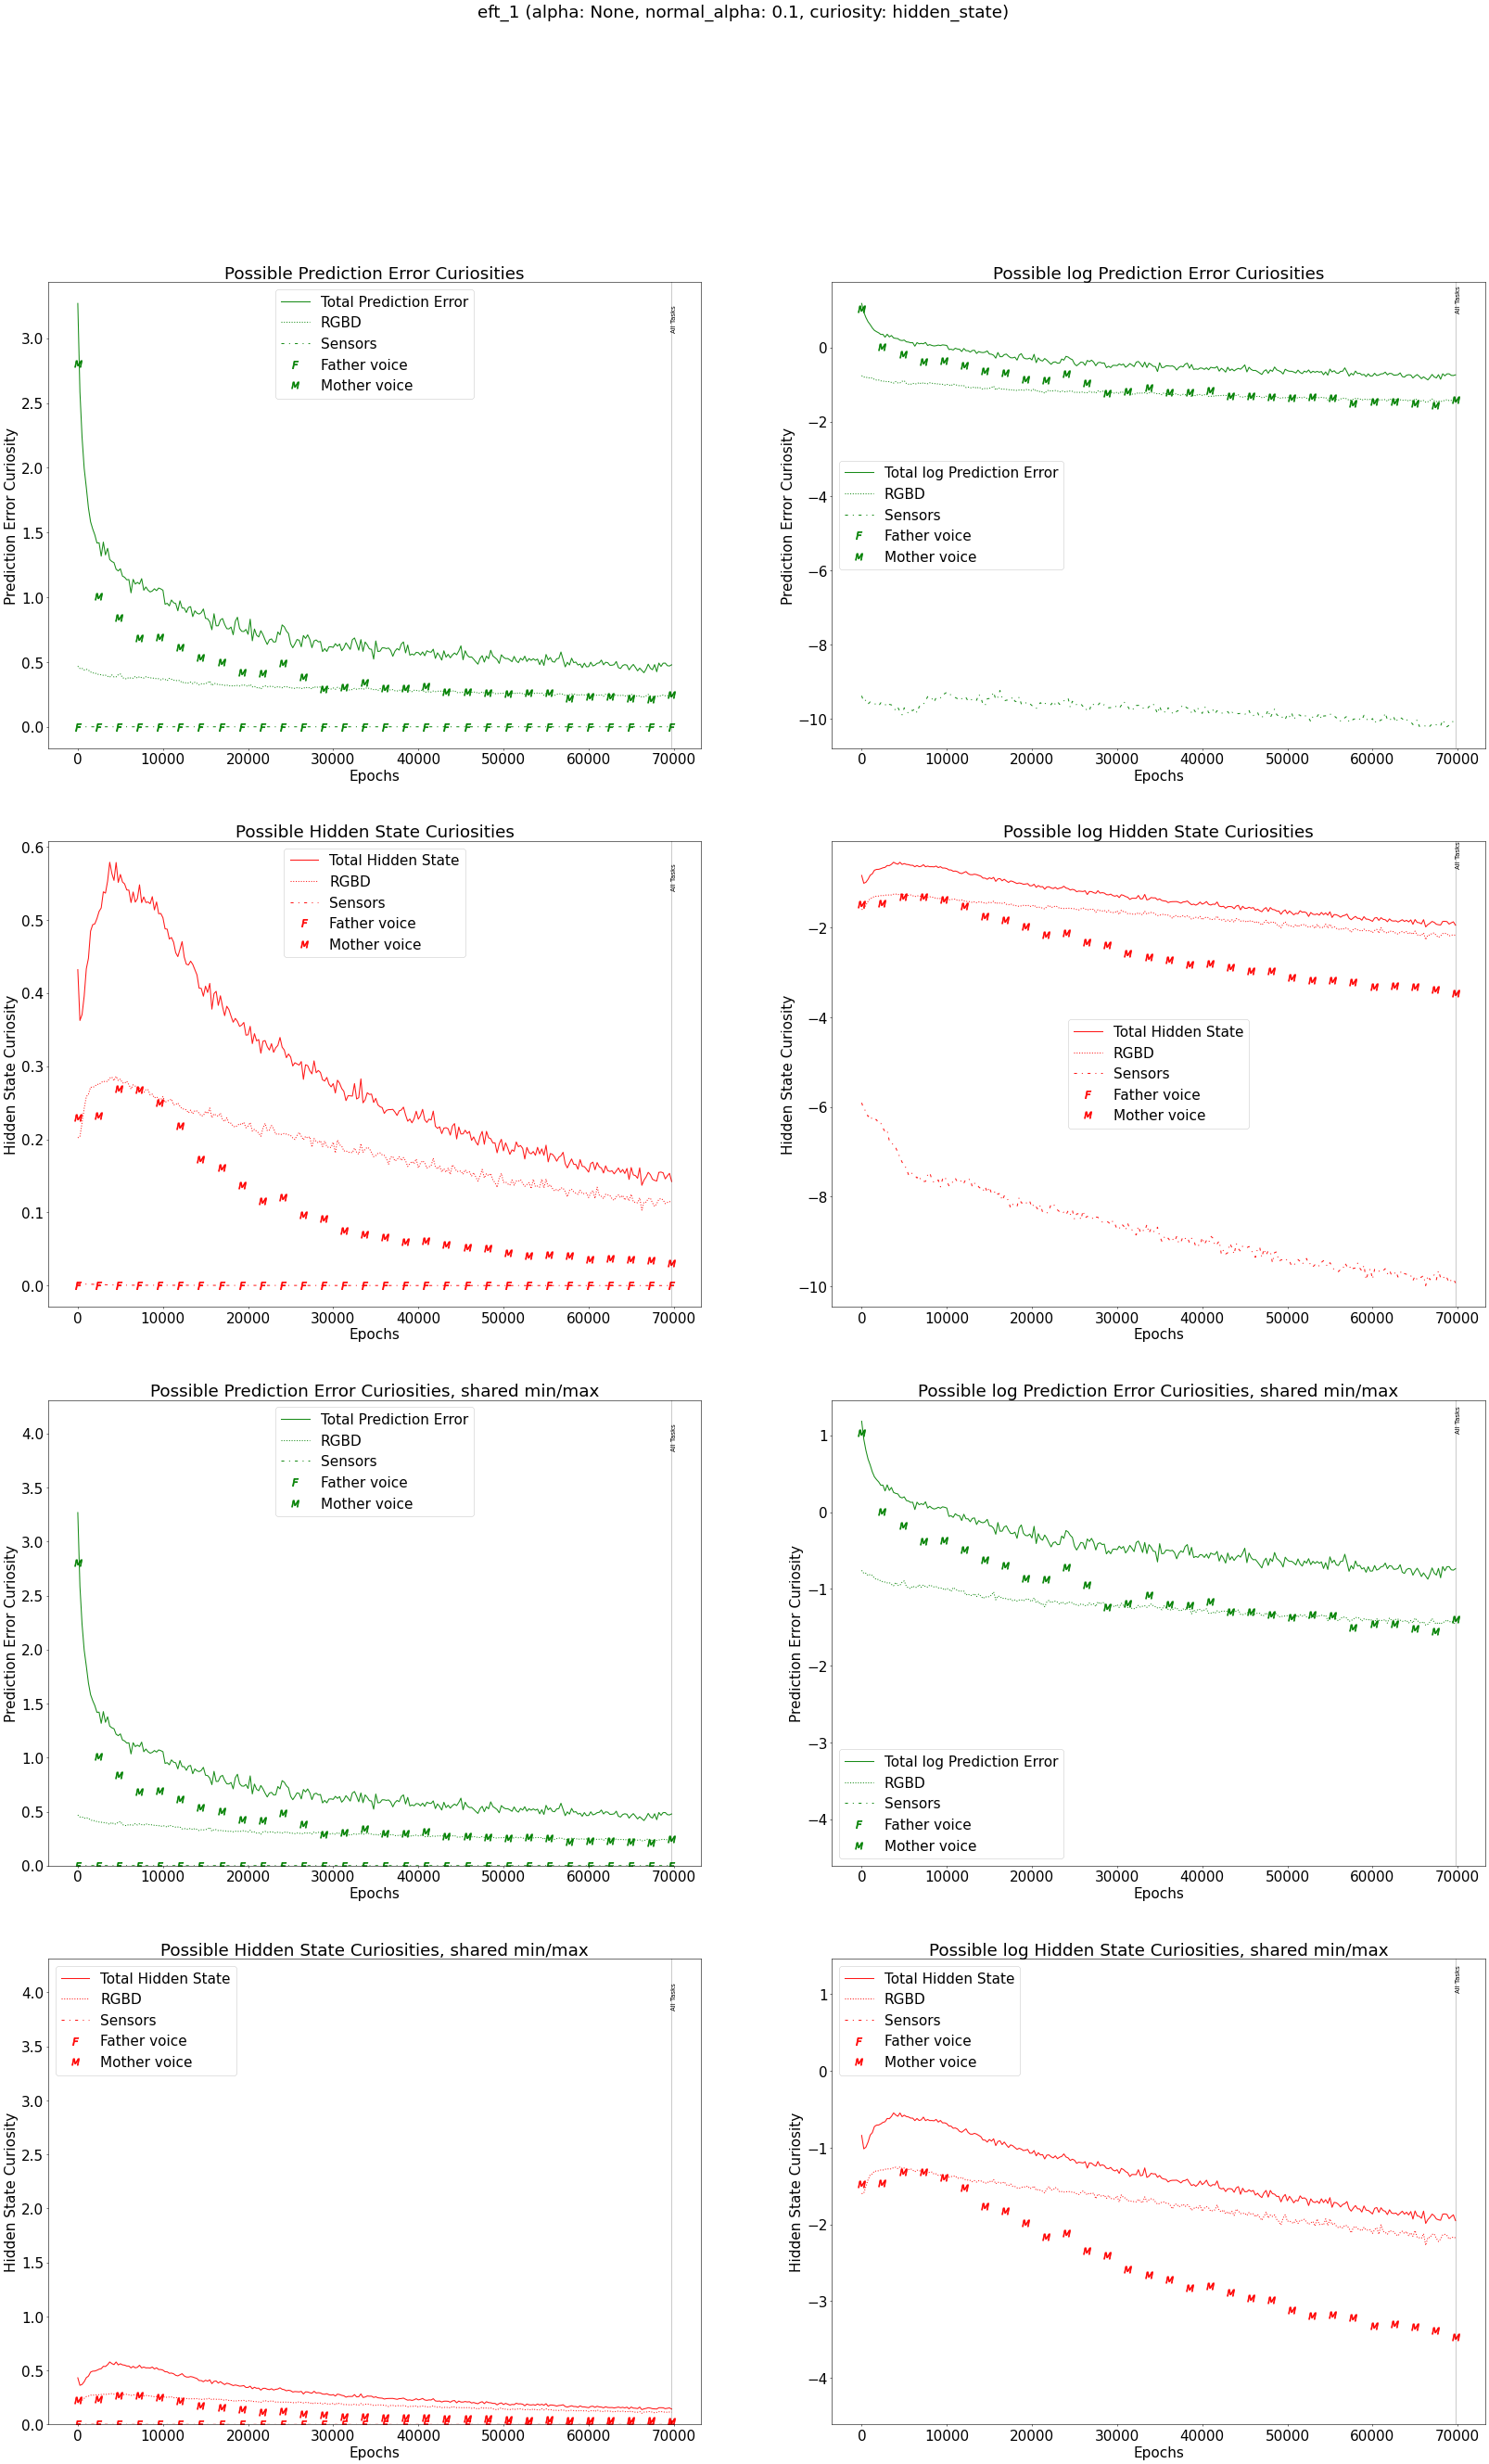 eft_1 (alpha: None, normal_alpha: 0.1, curiosity: hidden_state)
Possible Prediction Error Curiosities
Prediction Error Curiosity
3.0
2.5
2.0
1.5
1.0
0.5
0.0
Total Prediction Error
RGBD
Sensors
F Father voice
M Mother voice
All Tasks
0 10000 20000 30000 40000 50000 60000 70000
Epochs
Possible log Prediction Error Curiosities
Prediction Error Curiosity
0
−2
−4
−6
−8
−10
Total log Prediction Error
RGBD
Sensors
F Father voice
M Mother voice
All Tasks
0 10000 20000 30000 40000 50000 60000 70000
Epochs
Possible Hidden State Curiosities
Hidden State Curiosity
0.6
0.5
0.4
0.3
0.2
0.1
0.0
Total Hidden State
RGBD
Sensors
F Father voice
M Mother voice
All Tasks
0 10000 20000 30000 40000 50000 60000 70000
Epochs
Possible log Hidden State Curiosities
Hidden State Curiosity
−2
−4
−6
−8
−10
Total Hidden State
RGBD
Sensors
F Father voice
M Mother voice
All Tasks
0 10000 20000 30000 40000 50000 60000 70000
Epochs
Possible Prediction Error Curiosities, shared min/max
Prediction Error Curiosity
4.0
3.5
3.0
2.5
2.0
1.5
1.0
0.5
0.0
Total Prediction Error
RGBD
Sensors
F Father voice
M Mother voice
All Tasks
0 10000 20000 30000 40000 50000 60000 70000
Epochs
Possible log Prediction Error Curiosities, shared min/max
Prediction Error Curiosity
1
0
−1
−2
−3
−4
Total log Prediction Error
RGBD
Sensors
F Father voice
M Mother voice
All Tasks
0 10000 20000 30000 40000 50000 60000 70000
Epochs
Possible Hidden State Curiosities, shared min/max
Hidden State Curiosity
4.0
3.5
3.0
2.5
2.0
1.5
1.0
0.5
0.0
Total Hidden State
RGBD
Sensors
F Father voice
M Mother voice
All Tasks
0 10000 20000 30000 40000 50000 60000 70000
Epochs
Possible log Hidden State Curiosities, shared min/max
Hidden State Curiosity
1
0
−1
−2
−3
−4
Total Hidden State
RGBD
Sensors
F Father voice
M Mother voice
All Tasks
0 10000 20000 30000 40000 50000 60000 70000
Epochs